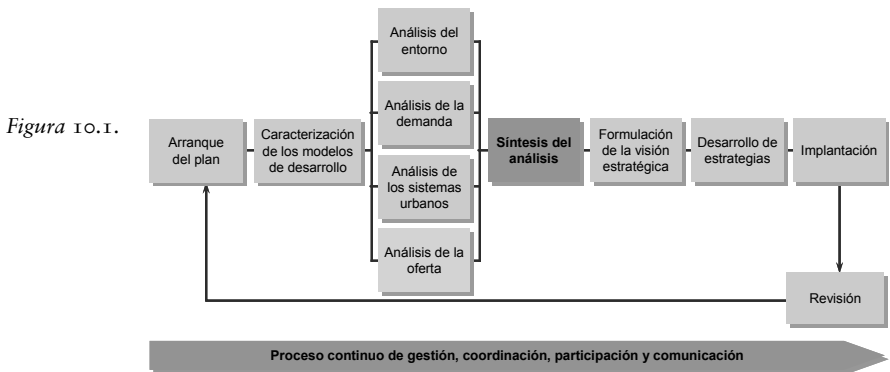 Figura 10.1.
Arranque
del plan
Caracterización
de los modelos
de desarrollo
Análisis del
entorno
Análisis de la
demanda
Análisis de
los sistemas
urbanos
Análisis de la
oferta
Síntesis del
análisis
Formulación
de la visión
estratégica
Desarrollo de
estrategias
Implantación
Revisión
Proceso continuo de gestión, coordinación, participación y comunicación